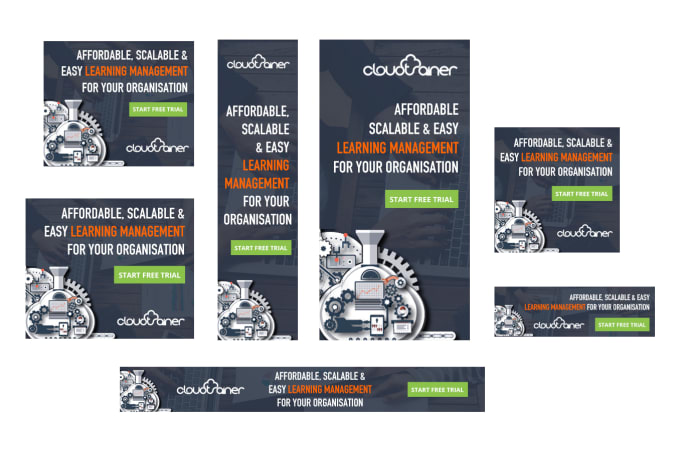 AFFORDABLE, SCALABLE &
EASY LEARNING MANAGEMENT
FOR YOUR ORGANISATION
START FREE TRIAL
cloudtrainer
AFFORDABLE, SCALABLE &
EASY LEARNING MANAGEMENT
FOR YOUR ORGANISATION
START FREE TRIAL
cloudtrainer
cloudtrainer
AFFORDABLE,
SCALABLE
& EASY
LEARNING
MANAGEMENT
FOR YOUR
ORGANISATION
START FREE TRIAL
cloudtrainer
AFFORDABLE
SCALABLE & EASY
LEARNING MANAGEMENT
FOR YOUR ORGANISATION
START FREE TRIAL
AFFORDABLE, SCALABLE &
EASY LEARNING MANAGEMENT
FOR YOUR ORGANISATION
START FREE TRIAL
cloudtrainer
AFFORDABLE, SCALABLE & EASY
LEARNING MANAGEMENT FOR YOUR ORGANISATION
cloudtrainer START FREE TRIAL
cloudtrainer
AFFORDABLE, SCALABLE &
EASY LEARNING MANAGEMENT
FOR YOUR ORGANISATION
START FREE TRIAL